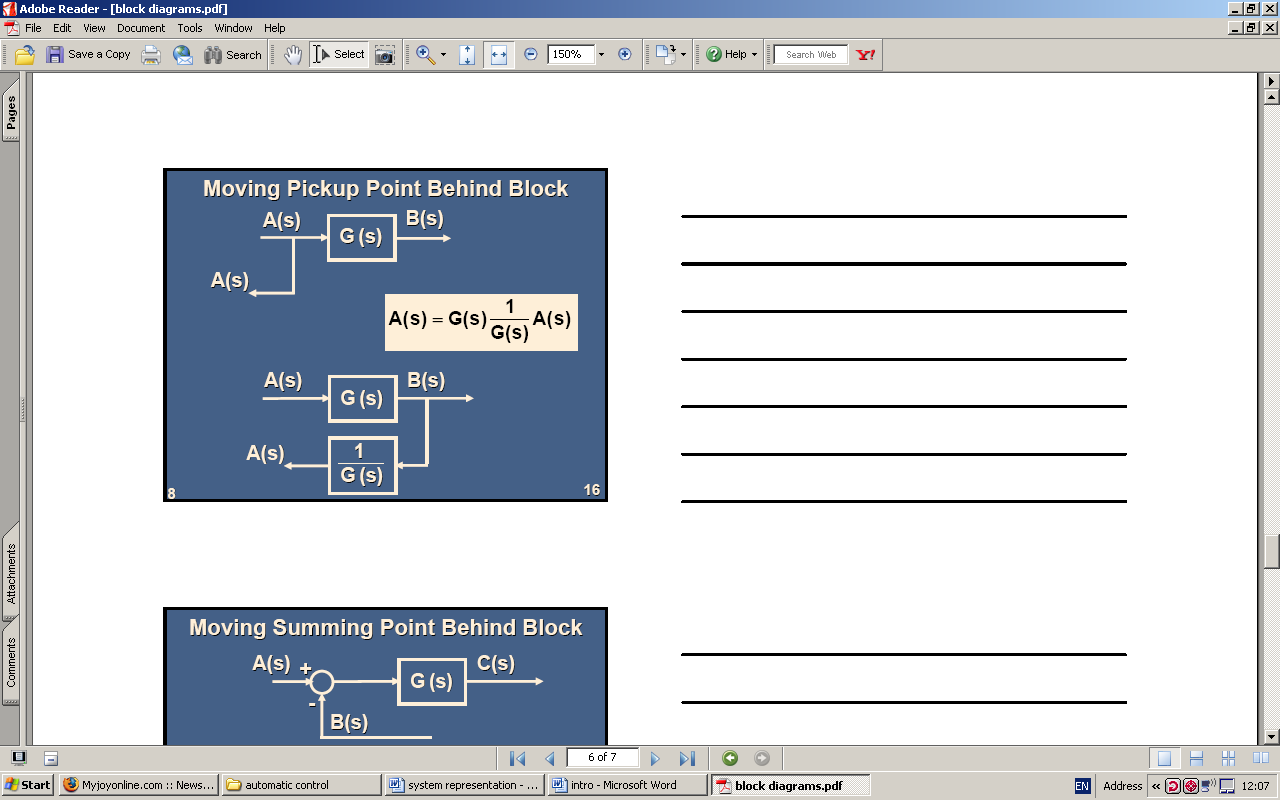 Adobe Reader - [block diagrams.pdf]
File Edit View Document Tools Window Help
Save a Copy Search Select 150% Help Search Web Y!
Pages
Attachments
Comments
Moving Pickup Point Behind Block
A(s) G (s) B(s)
A(s)
A(s) = G(s) 1/G(s) A(s)
A(s) G (s) B(s)
A(s) 1/G (s)
8 16
Moving Summing Point Behind Block
A(s) + G (s) C(s)
-
B(s)
6 of 7
Start Myjoyonline.com :: News... automatic control system representation - ... intro - Microsoft Word block diagrams.pdf EN Address « 12:07